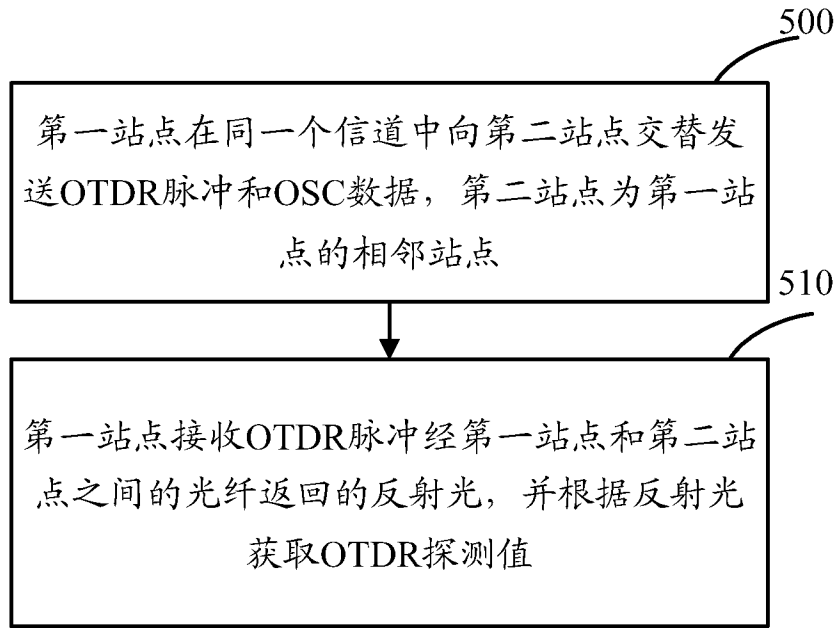 500
第一站点在同一个信道中向第二站点交替发
送OTDR脉冲和OSC数据，第二站点为第一站
点的相邻站点
510
第一站点接收OTDR脉冲经第一站点和第二站
点之间的光纤返回的反射光，并根据反射光
获取OTDR探测值